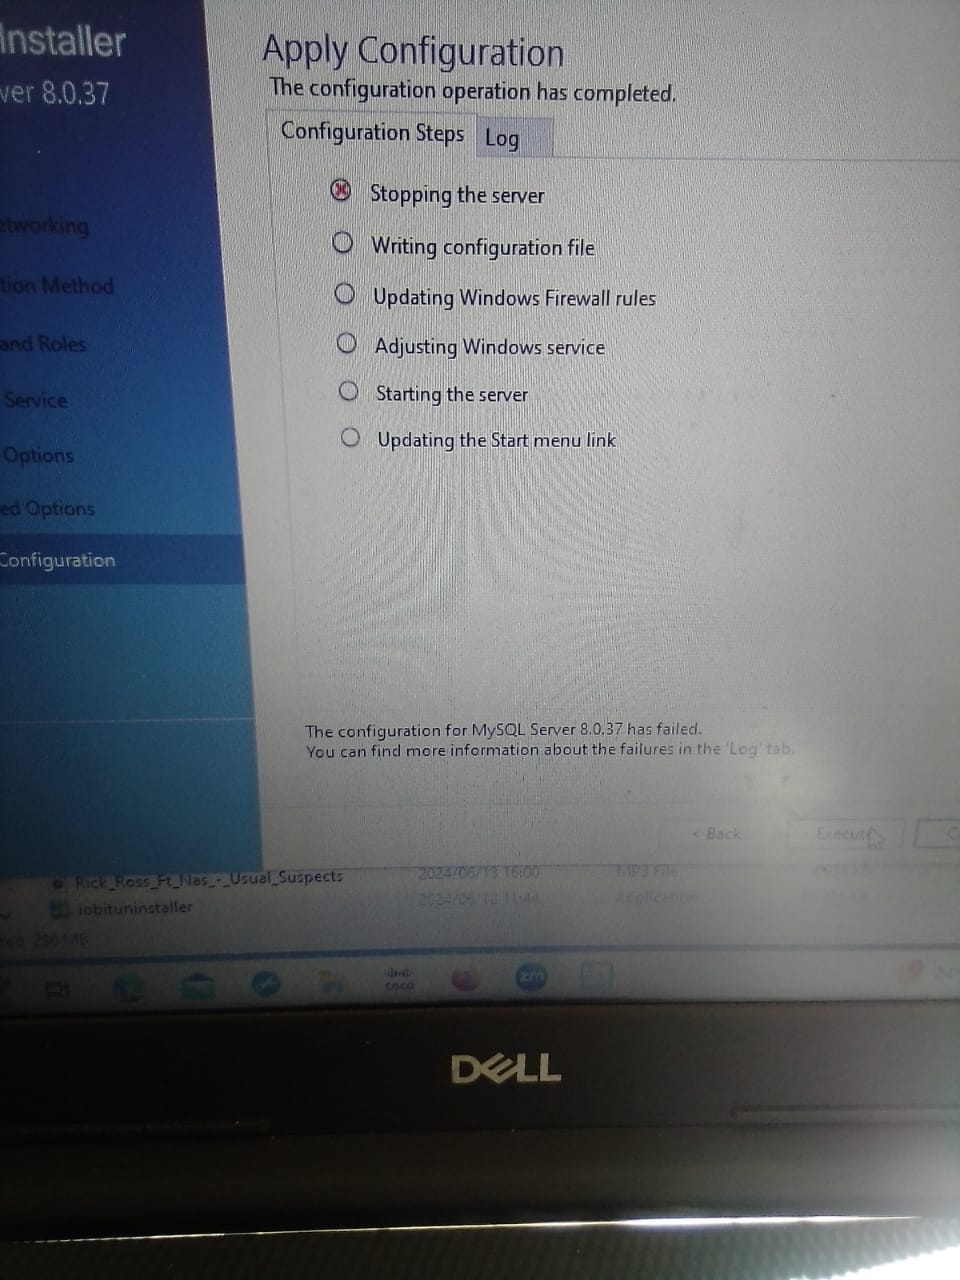 Installer
Apply Configuration
ver 8.0.37
The configuration operation has completed.
Configuration Steps
Log
Stopping the server
etworking
Writing configuration file
tion Method
Updating Windows Firewall rules
and Roles
Adjusting Windows service
Service
Starting the server
Options
Updating the Start menu link
ed Options
Configuration
The configuration for MySQL Server 8.0.37 has failed.
You can find more information about the failures in the 'Log' tab.
< Back
Execute
C
Rick_Ross_Ft_Nas_-_Usual_Suspects 2024/06/13 16:00 MP3 File
iobituninstaller 2024/06/13 11:44 Application
296 MB
cisco
zm
DELL